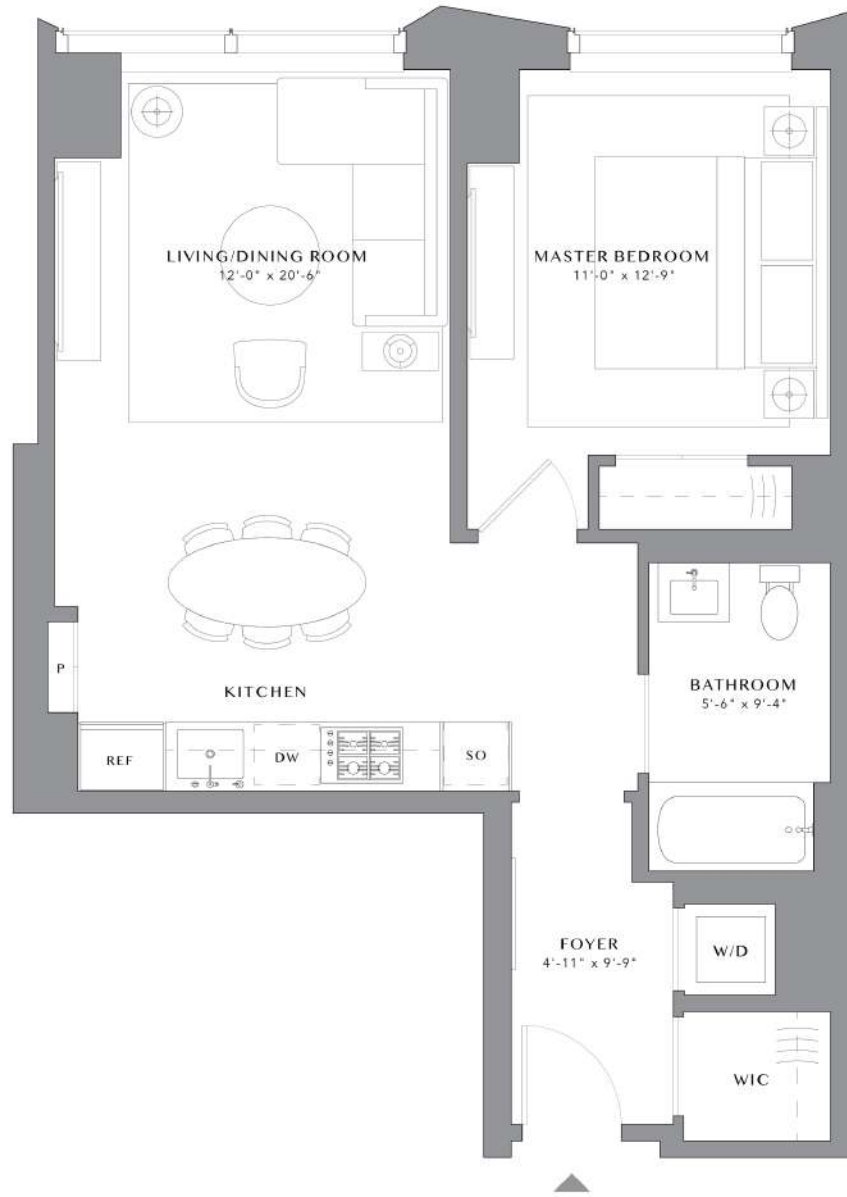 LIVING/DINING ROOM
12'-0" x 20'-6"
MASTER BEDROOM
11'-0" x 12'-9"
P
KITCHEN
BATHROOM
5'-6" x 9'-4"
REF
DW
SO
FOYER
4'-11" x 9'-9"
W/D
WIC